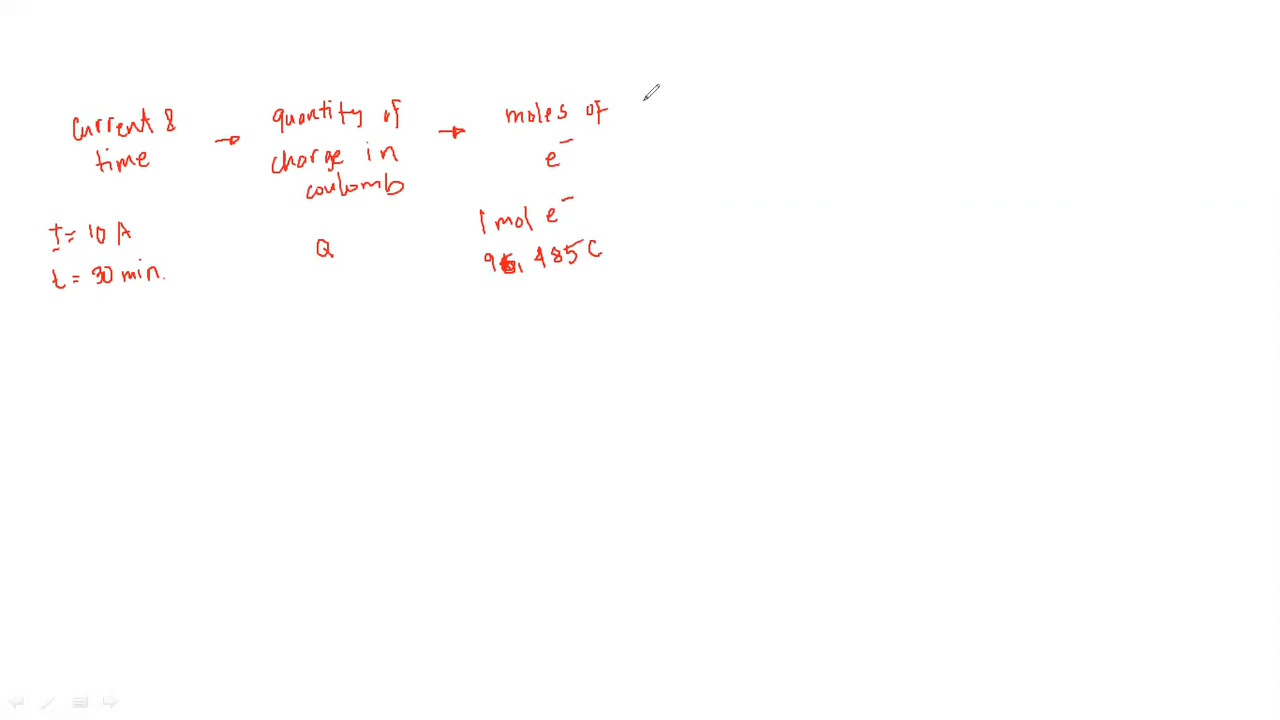 current &
time
→
quantity of
charge in
coulomb
→
moles of
e⁻
I = 10 A
t = 30 min.
Q
1 mol e⁻
96,485 C